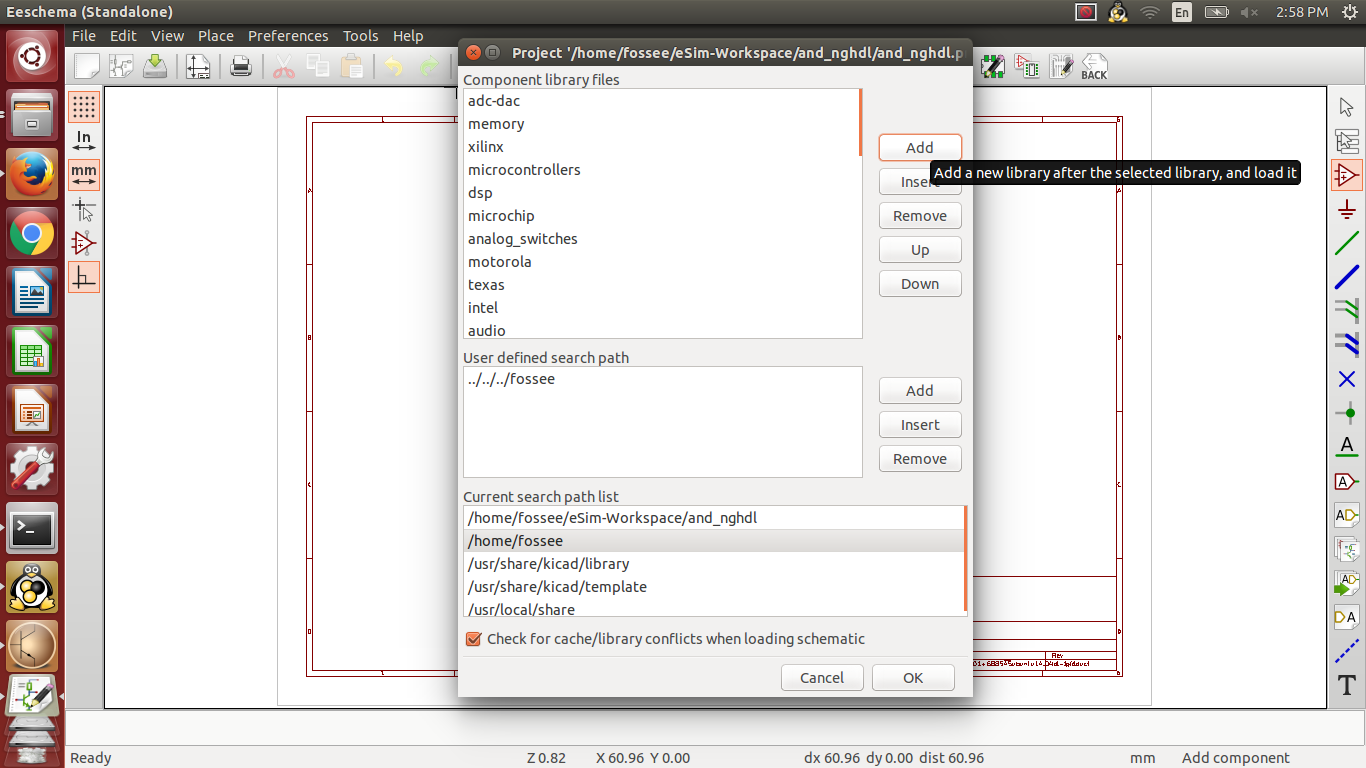 Eeschema (Standalone)
En
2:58 PM
File Edit View Place Preferences Tools Help
Project '/home/fossee/eSim-Workspace/and_nghdl/and_nghdl.p
BACK
In
mm
Component library files
adc-dac
memory
xilinx
microcontrollers
dsp
microchip
analog_switches
motorola
texas
intel
audio
Add
Add a new library after the selected library, and load it
Insert
Remove
Up
Down
User defined search path
../../../fossee
Add
Insert
Remove
Current search path list
/home/fossee/eSim-Workspace/and_nghdl
/home/fossee
/usr/share/kicad/library
/usr/share/kicad/template
/usr/local/share
Check for cache/library conflicts when loading schematic
Cancel
OK
Rev
A
A
AD
AD
DA
T
Ready
Z 0.82
X 60.96 Y 0.00
dx 60.96 dy 0.00 dist 60.96
mm
Add component